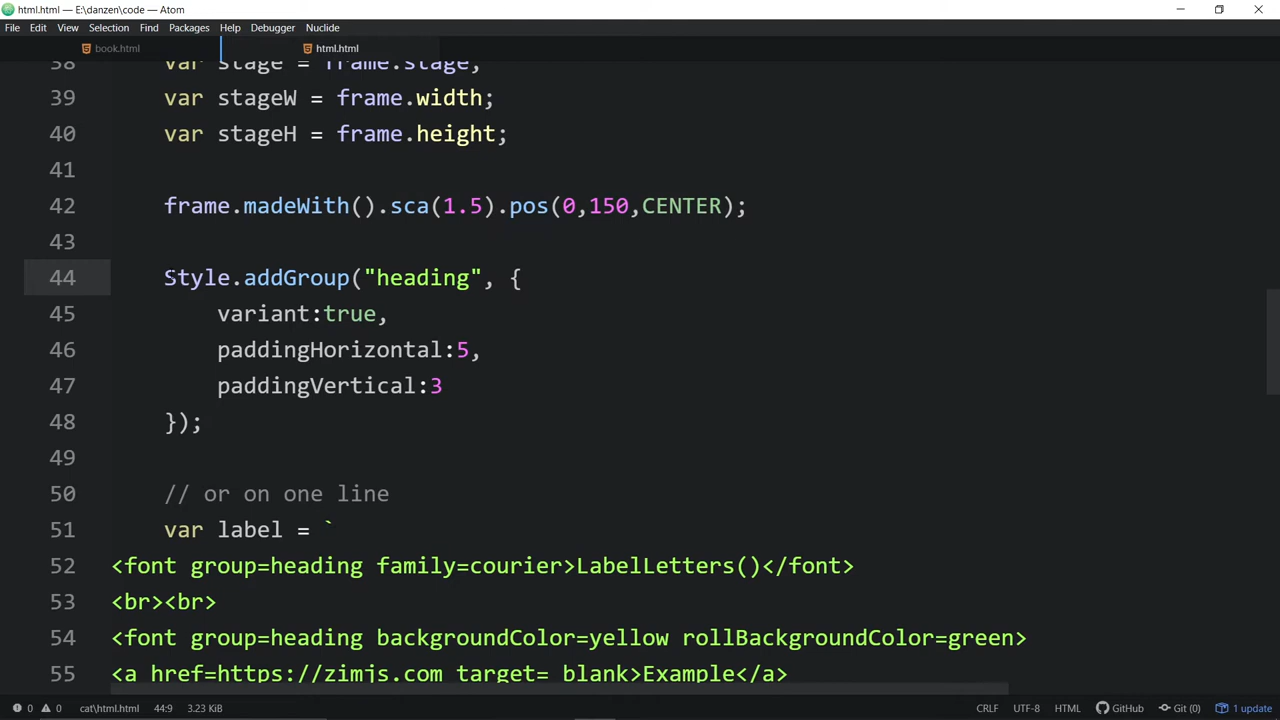 html.html — E:\danzen\code — Atom
File Edit View Selection Find Packages Help Debugger Nuclide
book.html html.html
38 var stage = frame.stage,
39 var stageW = frame.width;
40 var stageH = frame.height;
41
42 frame.madeWith().sca(1.5).pos(0,150,CENTER);
43
44 Style.addGroup("heading", {
45 variant:true,
46 paddingHorizontal:5,
47 paddingVertical:3
48 });
49
50 // or on one line
51 var label = `
52 <font group=heading family=courier>LabelLetters()</font>
53 <br><br>
54 <font group=heading backgroundColor=yellow rollBackgroundColor=green>
55 <a href=https://zimjs.com target=_blank>Example</a>
0 0 cat\html.html 44:9 3.23 KiB CRLF UTF-8 HTML GitHub Git (0) 1 update